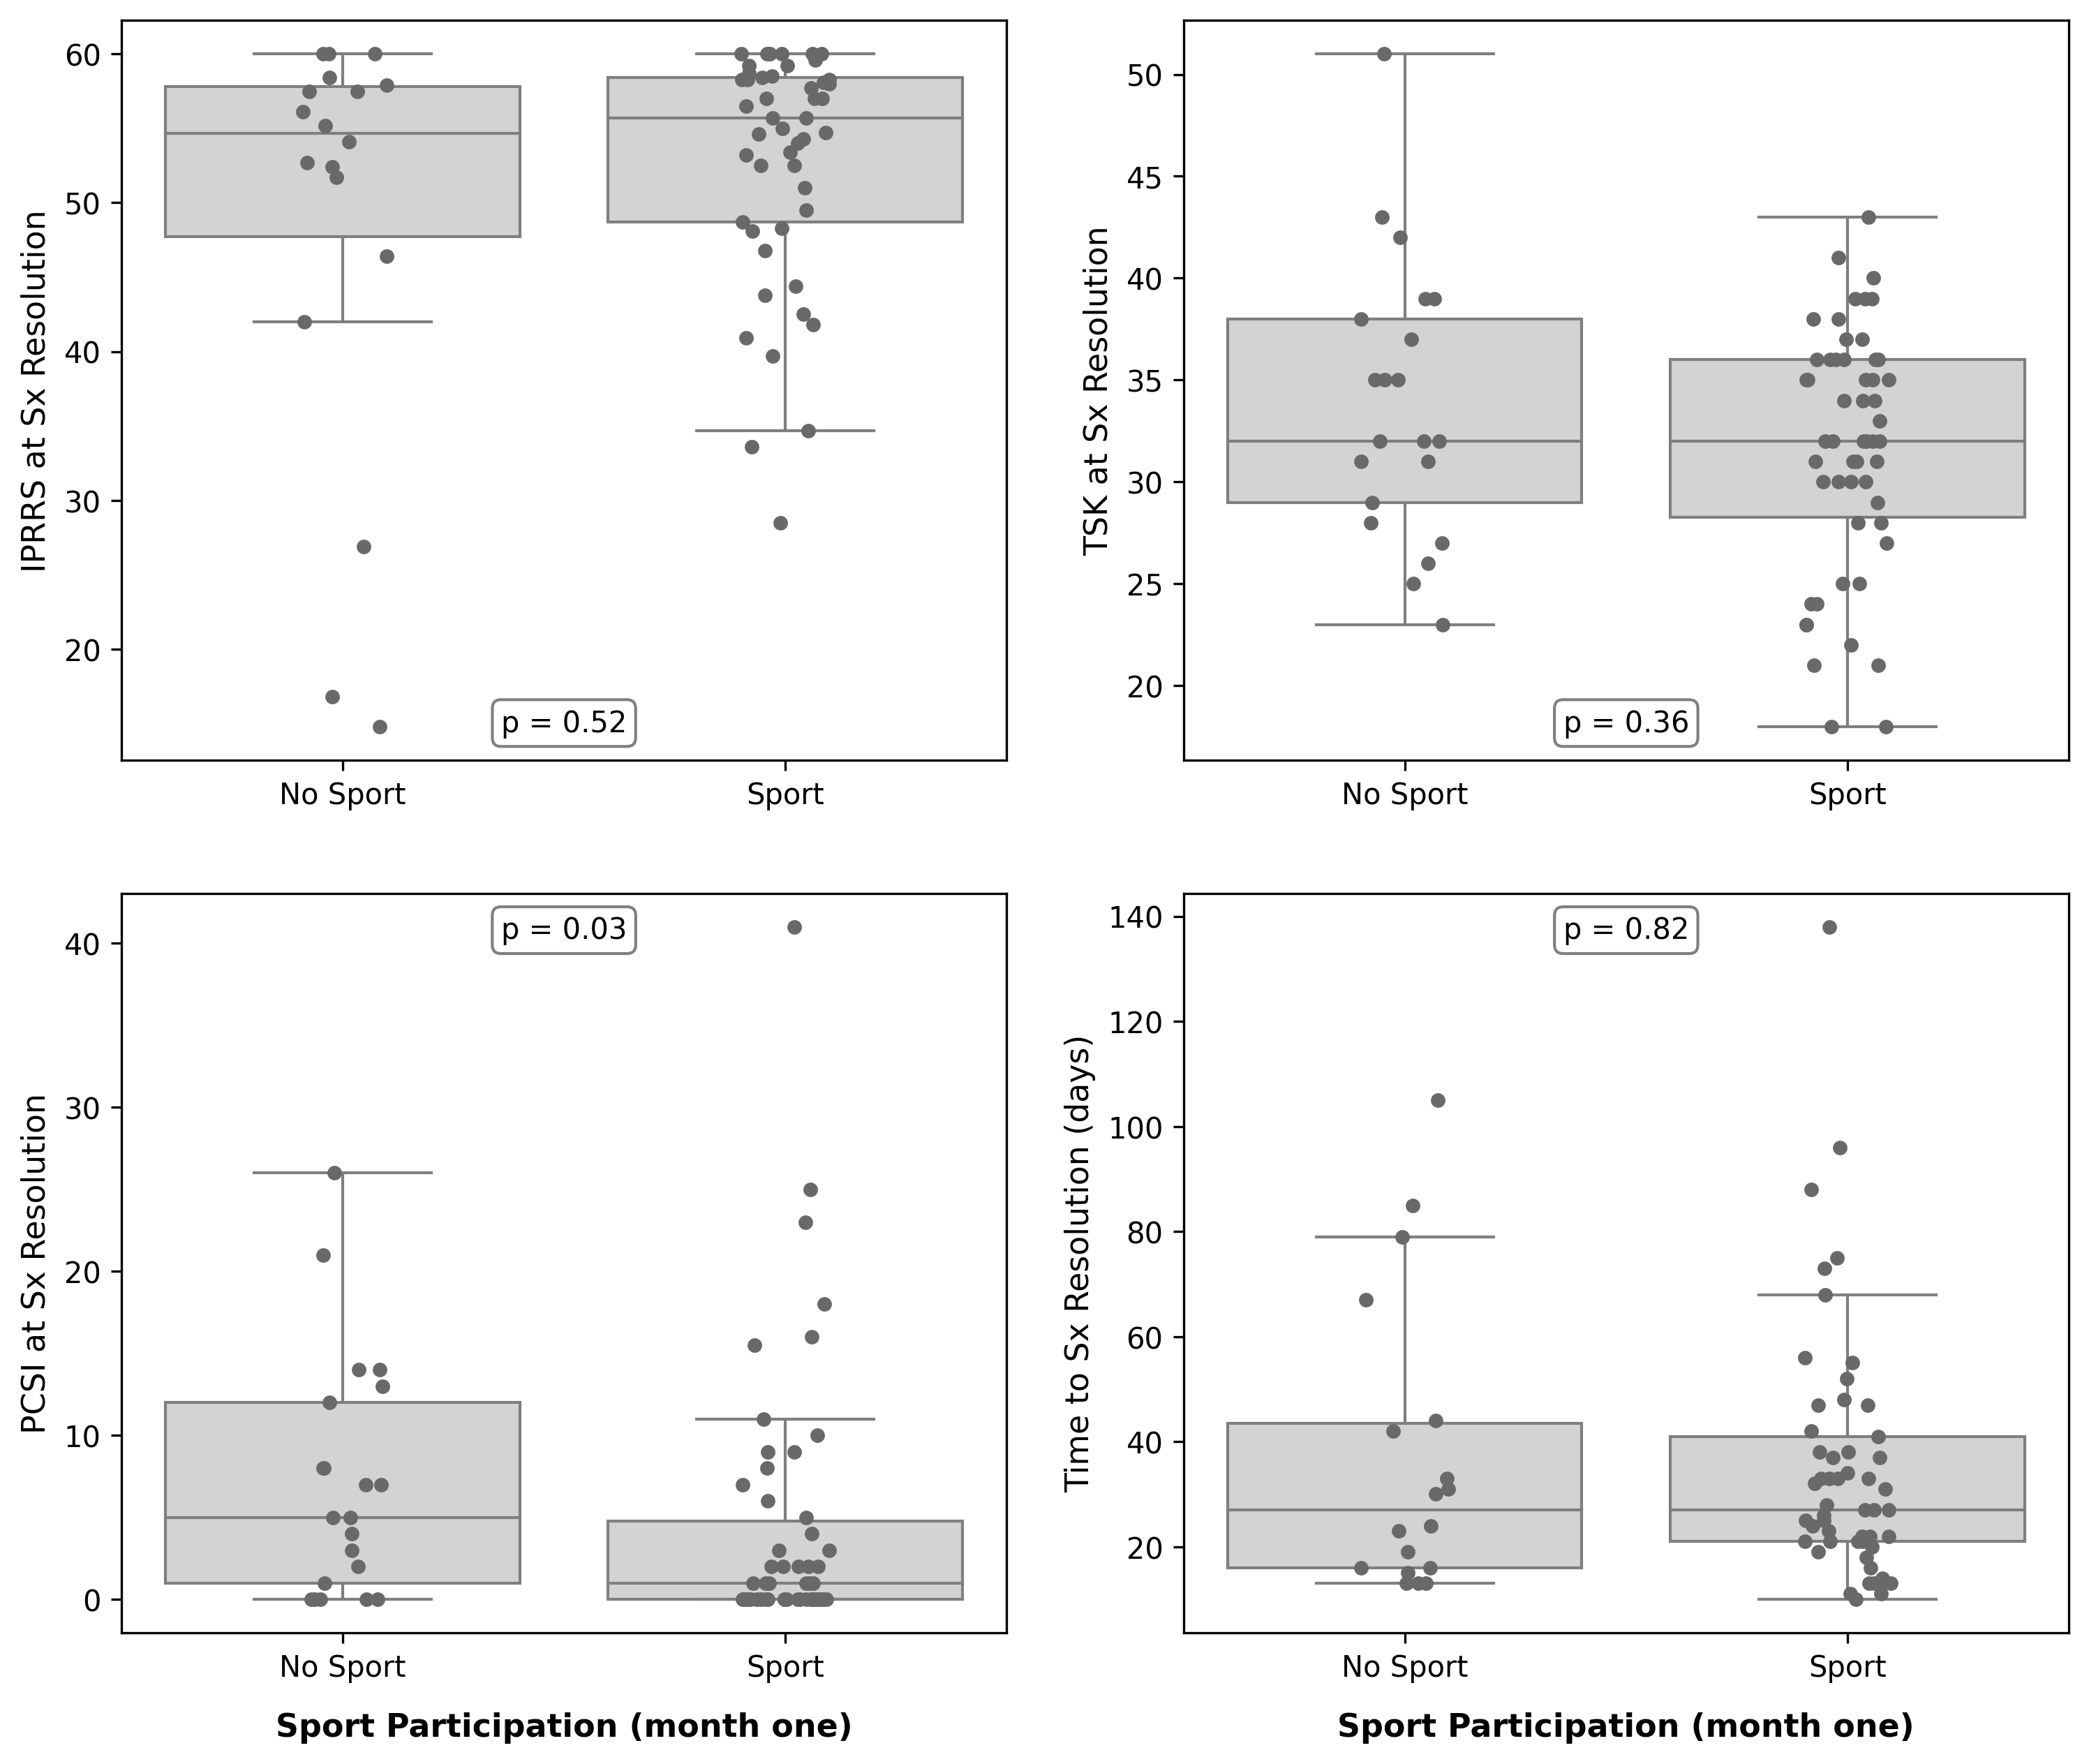 IPRRS at Sx Resolution
60
50
40
30
20
p = 0.52
No Sport
Sport
TSK at Sx Resolution
50
45
40
35
30
25
20
p = 0.36
No Sport
Sport
PCSI at Sx Resolution
40
30
20
10
0
p = 0.03
No Sport
Sport
Sport Participation (month one)
Time to Sx Resolution (days)
140
120
100
80
60
40
20
p = 0.82
No Sport
Sport
Sport Participation (month one)